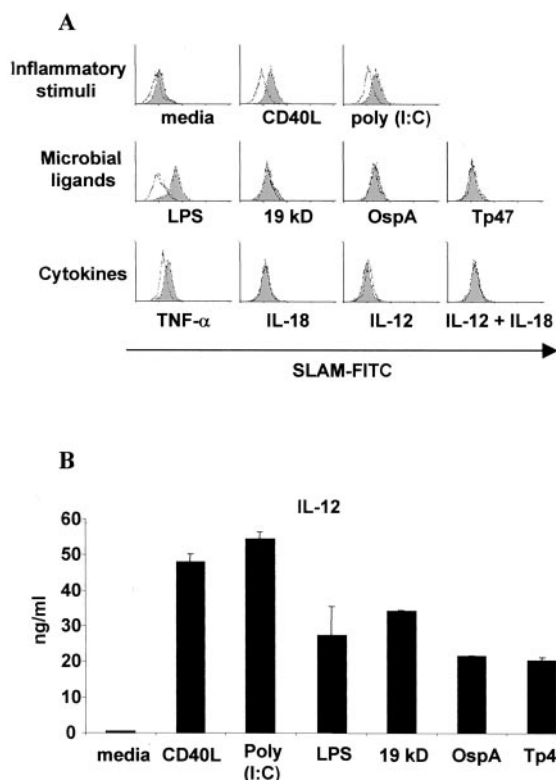 A
Inflammatory stimuli
media CD40L poly (I:C)
Microbial ligands
LPS 19 kD OspA Tp47
Cytokines
TNF-α IL-18 IL-12 IL-12 + IL-18
SLAM-FITC
B
IL-12
60
50
40
30
20
10
0
ng/ml
media CD40L Poly (I:C) LPS 19 kD OspA Tp4